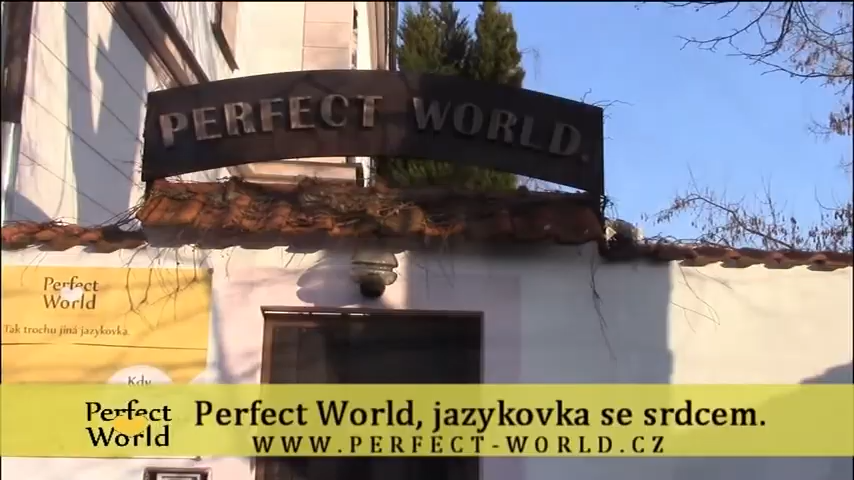 PERFECT WORLD.
Perfect
World
Tak trochu jiná jazykovka.
Kdy
Perfect
World
Perfect World, jazykovka se srdcem.
WWW.PERFECT-WORLD.CZ